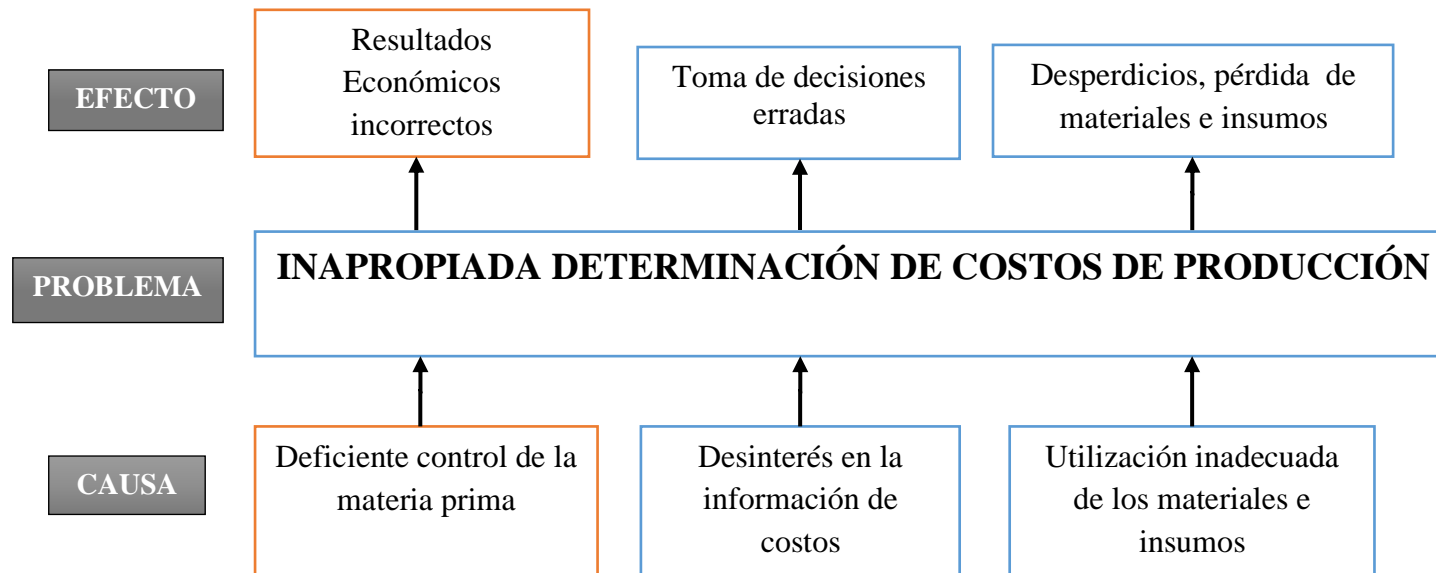 EFECTO
Resultados
Económicos
incorrectos
Toma de decisiones
erradas
Desperdicios, pérdida de
materiales e insumos
PROBLEMA
INAPROPIADA DETERMINACIÓN DE COSTOS DE PRODUCCIÓN
CAUSA
Deficiente control de la
materia prima
Desinterés en la
información de
costos
Utilización inadecuada
de los materiales e
insumos